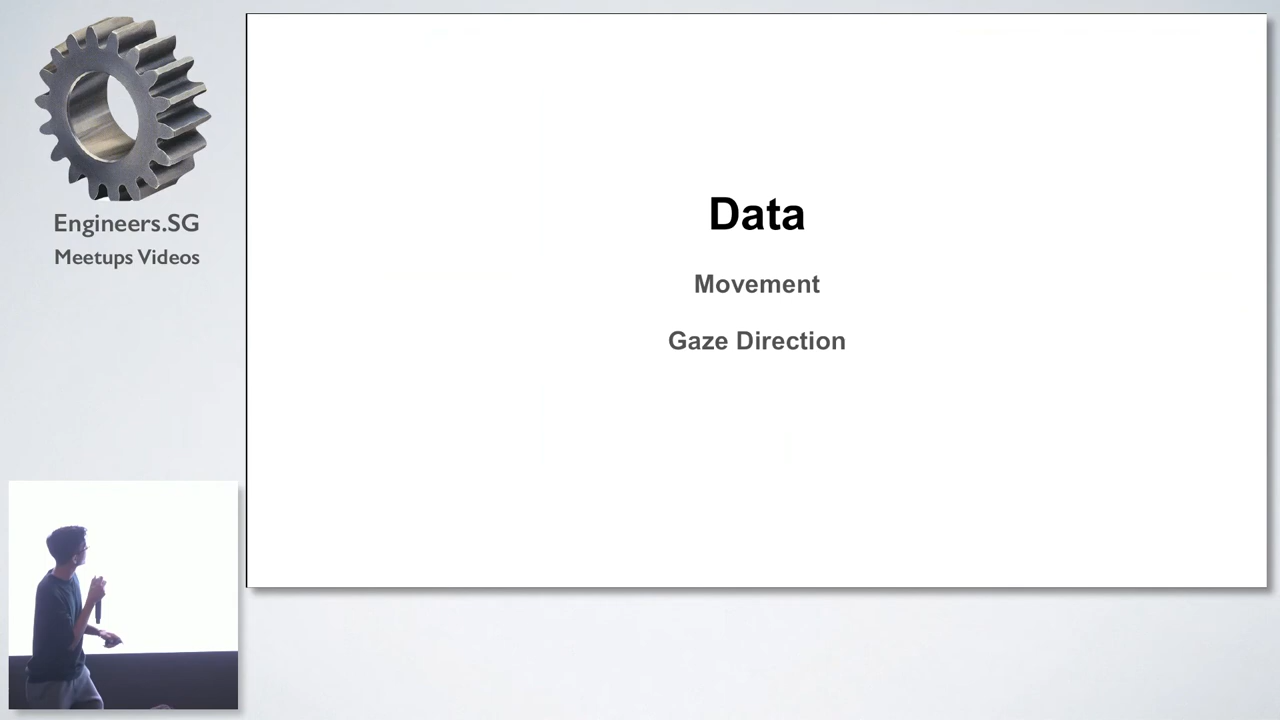 Engineers.SG
Meetups Videos
Data
Movement
Gaze Direction